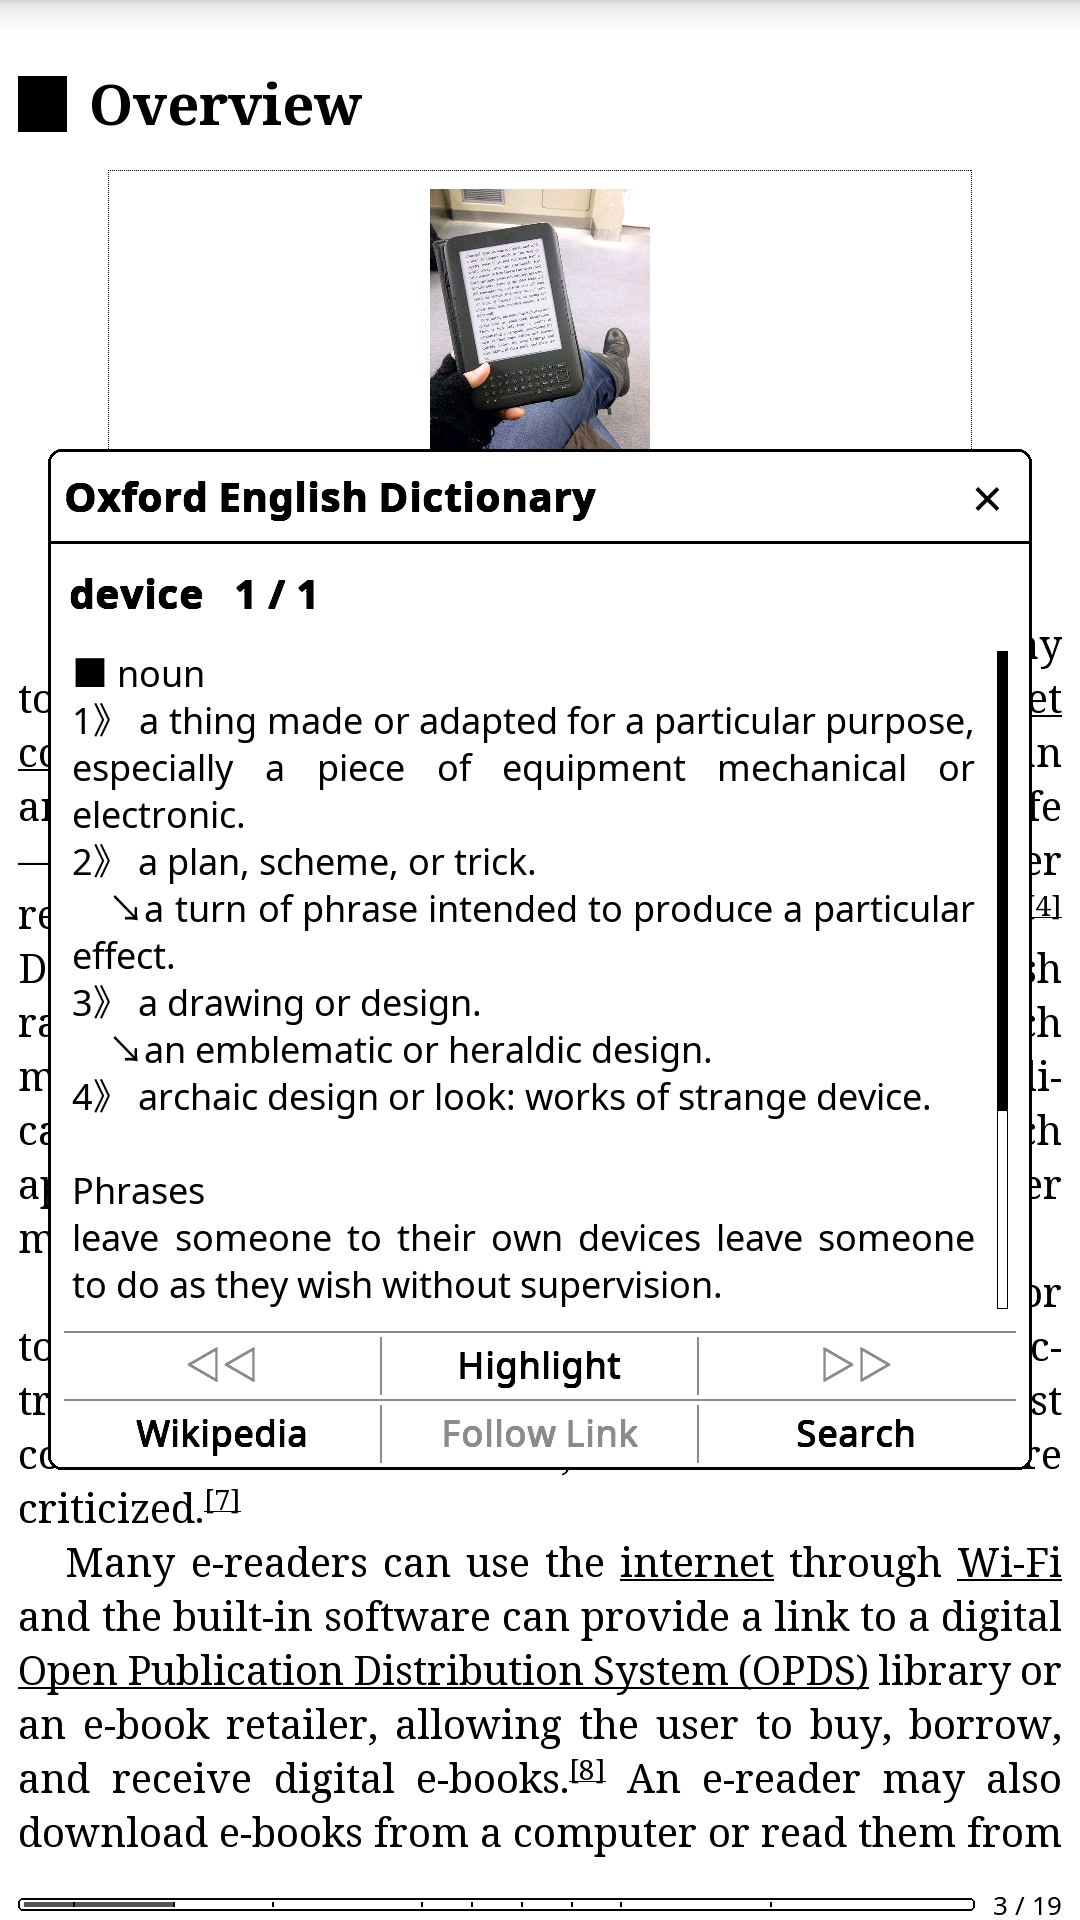 Overview
Oxford English Dictionary ×
device 1 / 1
■ noun
1》 a thing made or adapted for a particular purpose,
especially a piece of equipment mechanical or
electronic.
2》 a plan, scheme, or trick.
↘a turn of phrase intended to produce a particular
effect.
3》 a drawing or design.
↘an emblematic or heraldic design.
4》 archaic design or look: works of strange device.
Phrases
leave someone to their own devices leave someone
to do as they wish without supervision.
◁◁ Highlight ▷▷
Wikipedia Follow Link Search
[4]
criticized.[7]
Many e-readers can use the internet through Wi-Fi
and the built-in software can provide a link to a digital
Open Publication Distribution System (OPDS) library or
an e-book retailer, allowing the user to buy, borrow,
and receive digital e-books.[8] An e-reader may also
download e-books from a computer or read them from
3 / 19